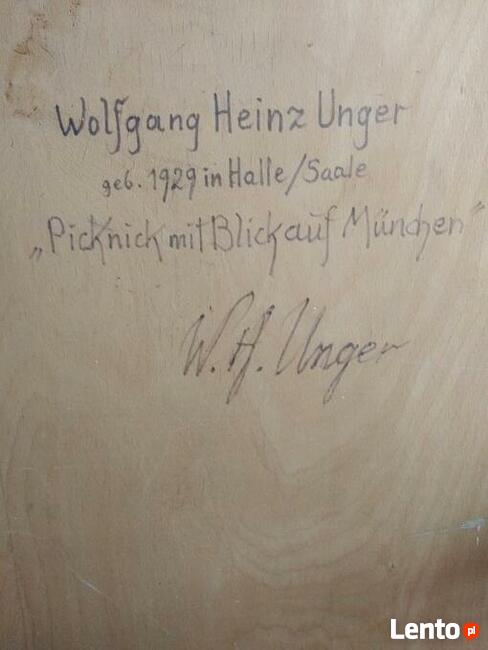 Wolfgang Heinz Unger
geb. 1929 in Halle/Saale
„Picknick mit Blick auf München"
W. H. Unger
Lento pl